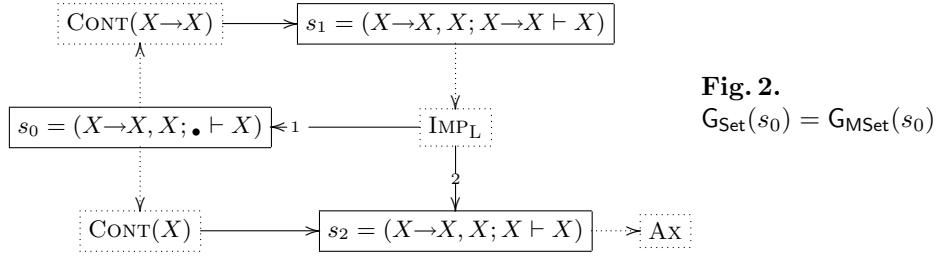 CONT(X→X)
s₁ = (X→X, X; X→X ⊢ X)
s₀ = (X→X, X; • ⊢ X)
1
IMP_L
Fig. 2.
G_Set(s₀) = G_MSet(s₀)
2
CONT(X)
s₂ = (X→X, X; X ⊢ X)
AX